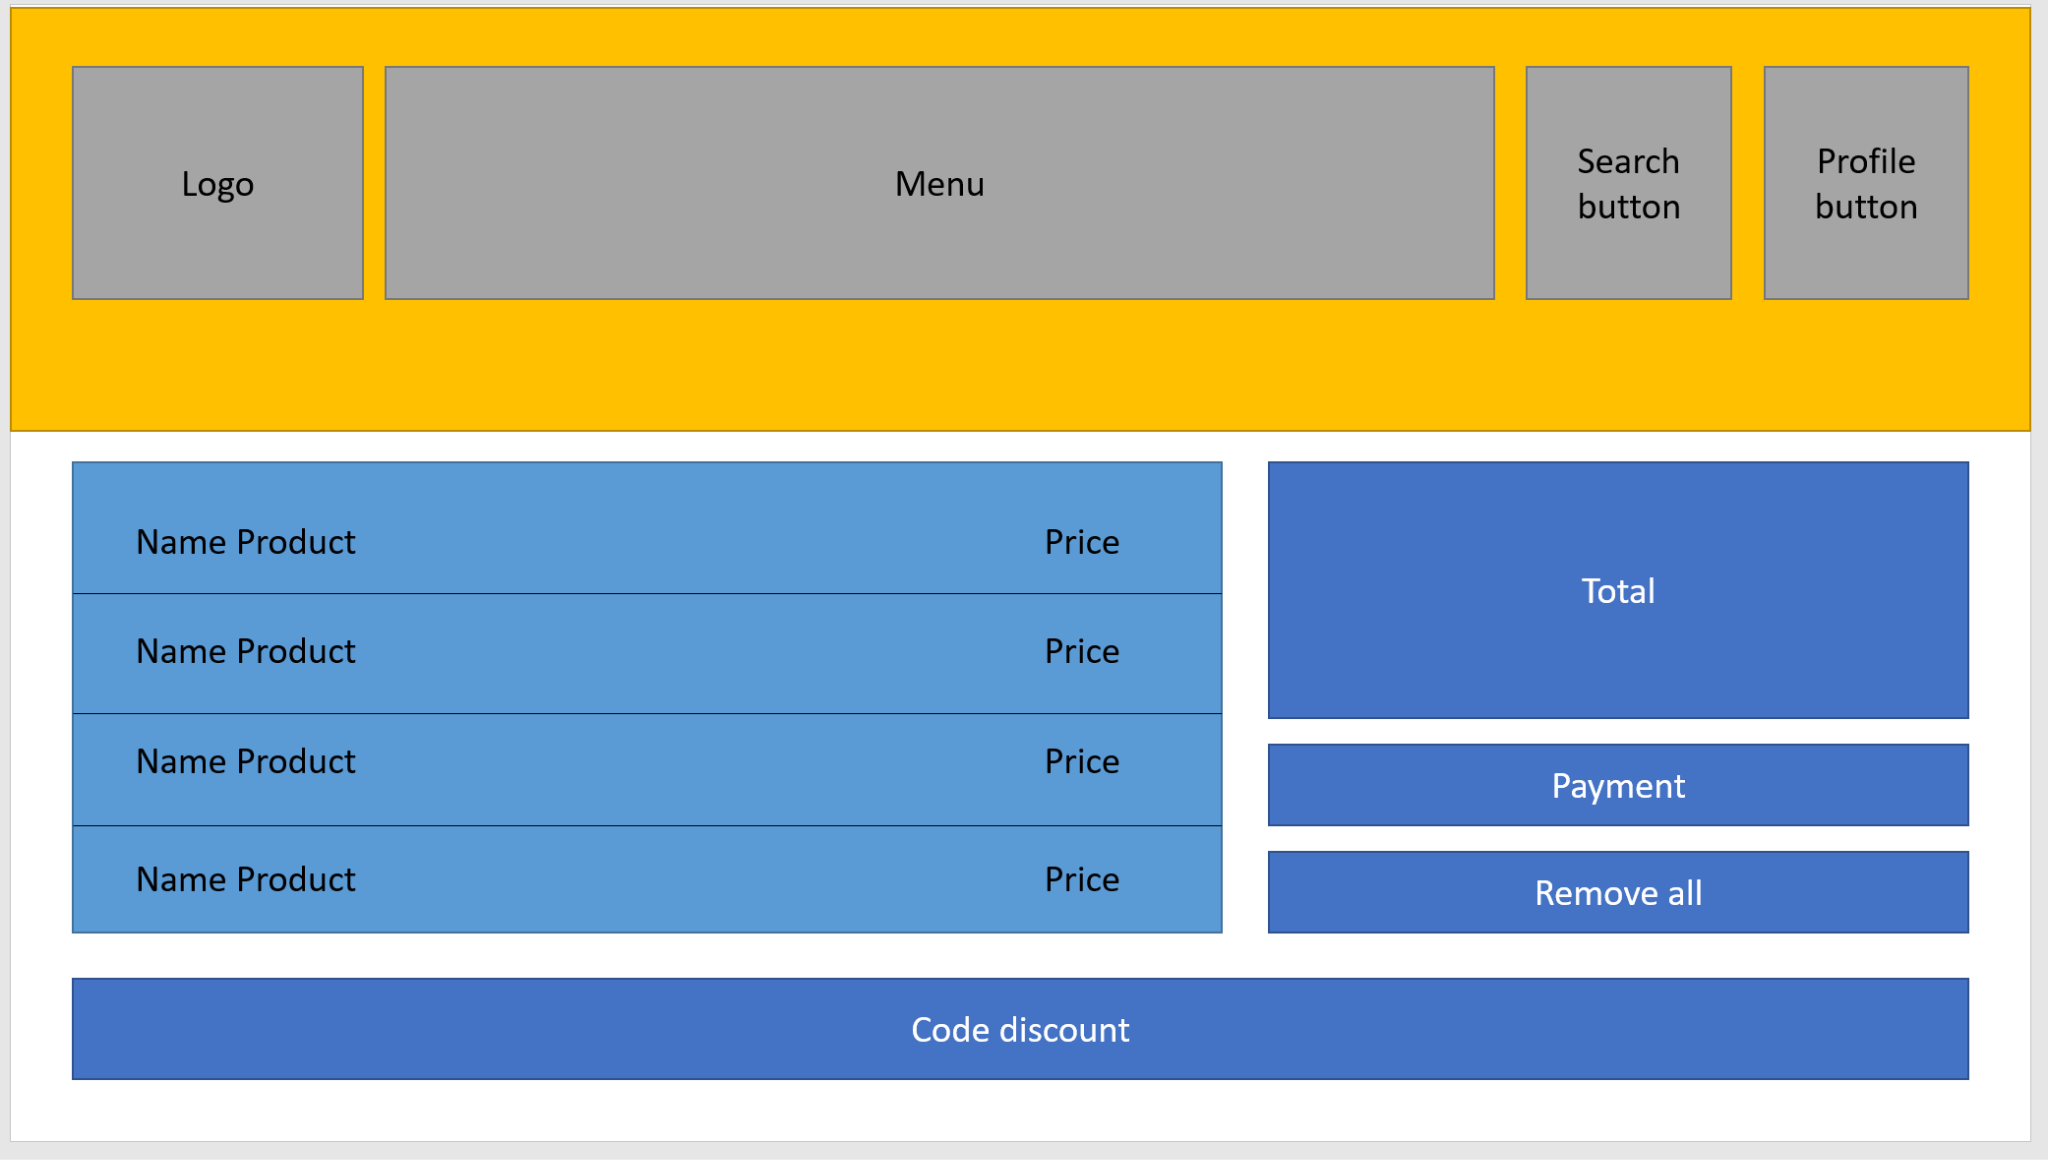 Logo
Menu
Search
button
Profile
button
Name Product
Price
Name Product
Price
Name Product
Price
Name Product
Price
Total
Payment
Remove all
Code discount